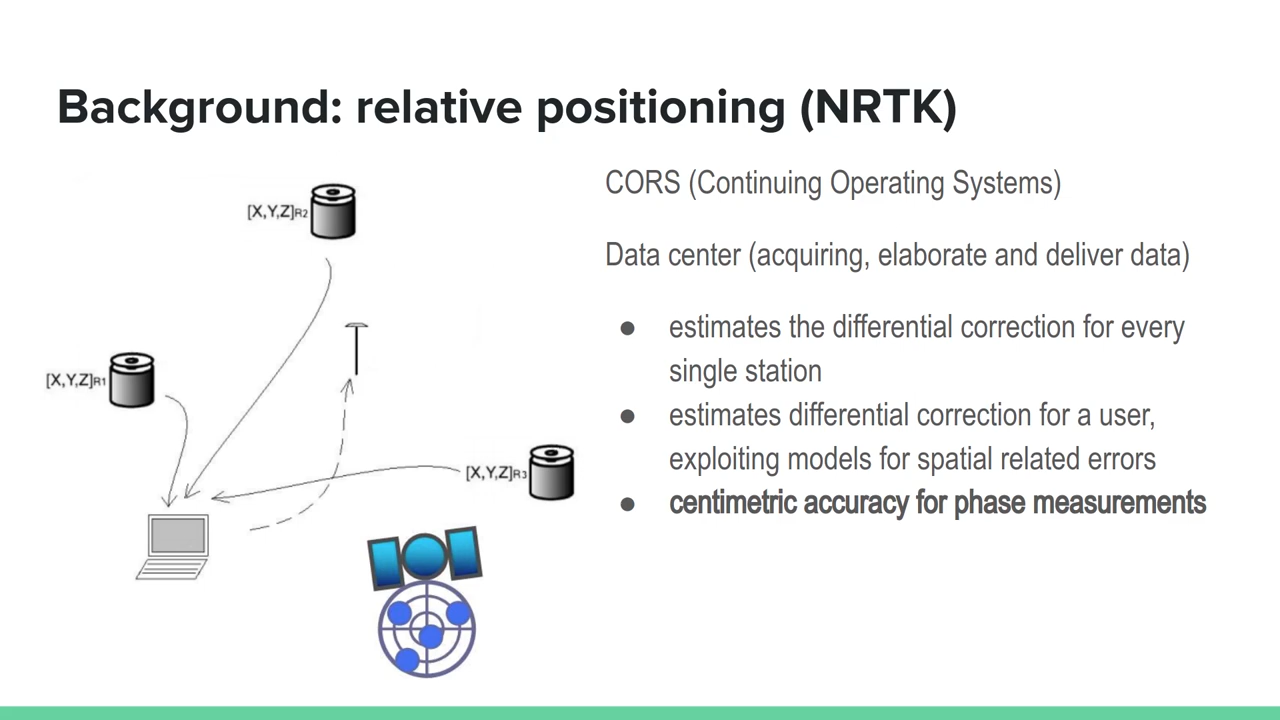 Background: relative positioning (NRTK)
CORS (Continuing Operating Systems)
Data center (acquiring, elaborate and deliver data)
● estimates the differential correction for every
single station
● estimates differential correction for a user,
exploiting models for spatial related errors
● centimetric accuracy for phase measurements
[X,Y,Z]R2
[X,Y,Z]R1
[X,Y,Z]R3